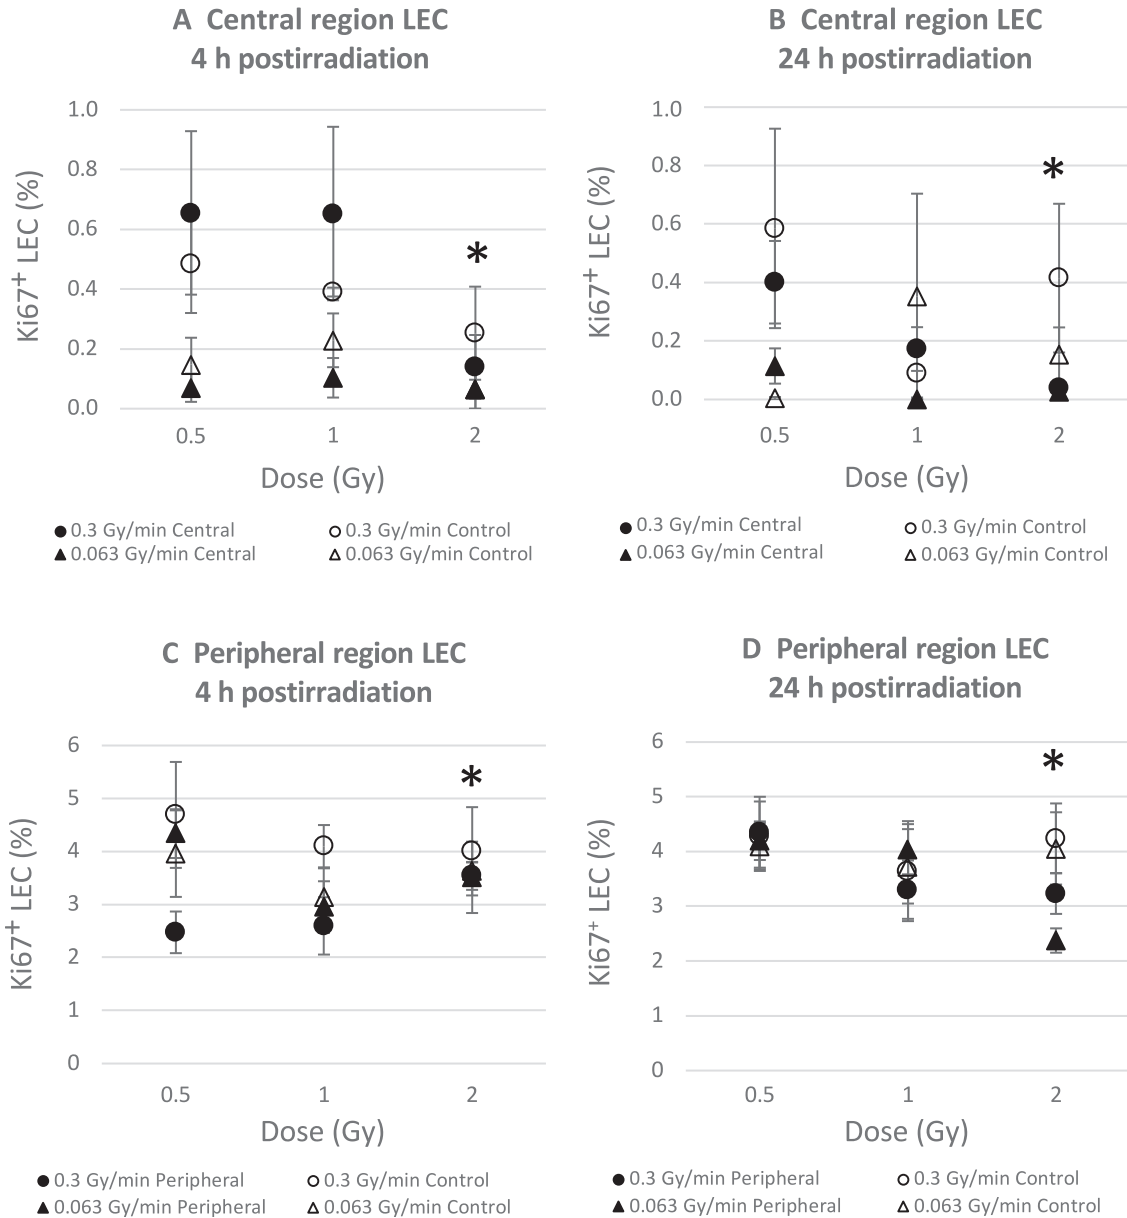 A Central region LEC
4 h postirradiation
Ki67+ LEC (%)
1.0
0.8
0.6
0.4
0.2
0.0
*
0.5 1 2
Dose (Gy)
0.3 Gy/min Central 0.3 Gy/min Control
0.063 Gy/min Central 0.063 Gy/min Control
B Central region LEC
24 h postirradiation
Ki67+ LEC (%)
1.0
0.8
0.6
0.4
0.2
0.0
*
0.5 1 2
Dose (Gy)
0.3 Gy/min Central 0.3 Gy/min Control
0.063 Gy/min Central 0.063 Gy/min Control
C Peripheral region LEC
4 h postirradiation
Ki67+ LEC (%)
6
5
4
3
2
1
0
*
0.5 1 2
Dose (Gy)
0.3 Gy/min Peripheral 0.3 Gy/min Control
0.063 Gy/min Peripheral 0.063 Gy/min Control
D Peripheral region LEC
24 h postirradiation
Ki67+ LEC (%)
6
5
4
3
2
1
0
*
0.5 1 2
Dose (Gy)
0.3 Gy/min Peripheral 0.3 Gy/min Control
0.063 Gy/min Peripheral 0.063 Gy/min Control